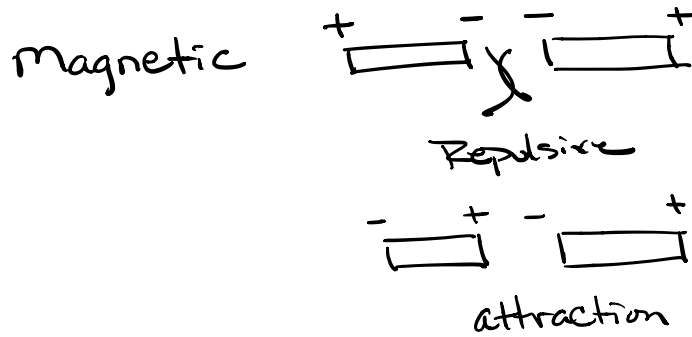 + - - +
Magnetic
Repulsive
- + - +
attraction